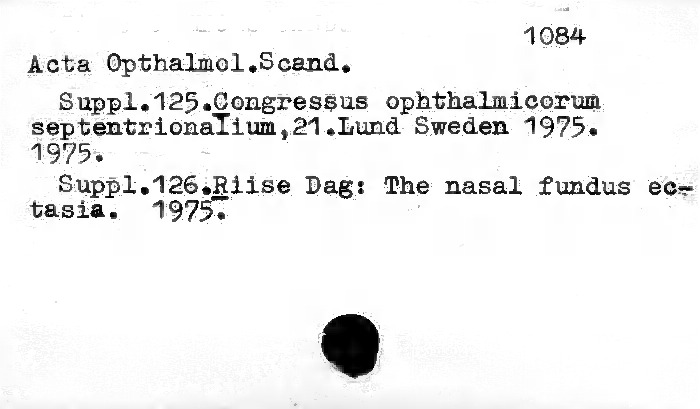 1084
Acta Opthalmol.Scand.
Suppl.125.Congressus ophthalmicorum
septentrionalium,21.Lund Sweden 1975.
1975.
Suppl.126.Riise Dag: The nasal fundus ec-
tasia. 1975.